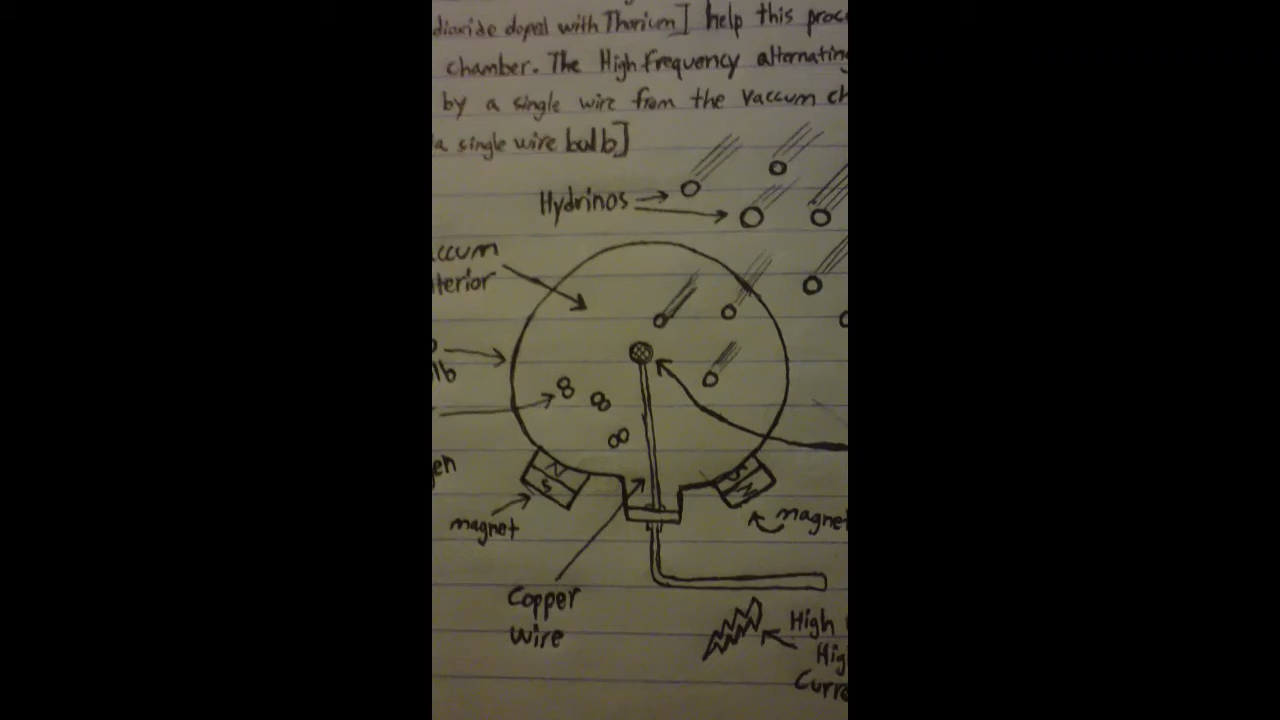 dioxide doped with Thorium] help this proc
chamber. The High frequency alternating
by a single wire from the vaccum ch
a single wire bulb]
Hydrinos
ccum
terior
lb
en
N
S
S
N
magnet
magnet
Copper
wire
High
Hig
Curre